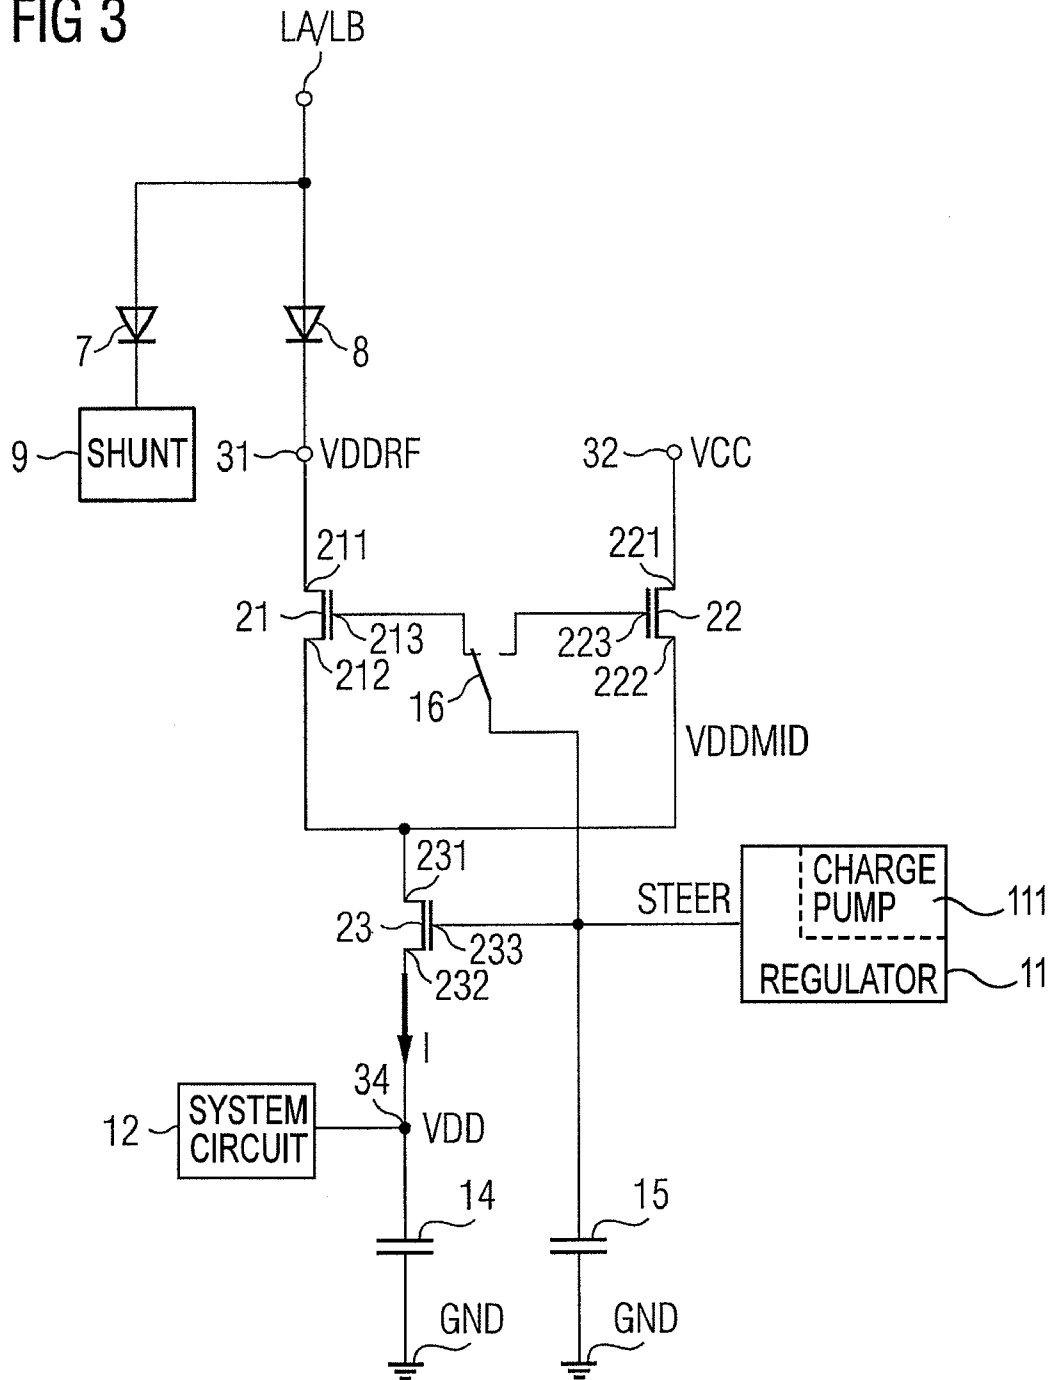 FIG 3
LA/LB
7
8
9
SHUNT
31
VDDRF
32
VCC
211
221
21
213
223
22
212
16
222
VDDMID
231
CHARGE
PUMP
111
STEER
23
233
232
REGULATOR
11
I
34
12
SYSTEM
CIRCUIT
VDD
14
15
GND
GND